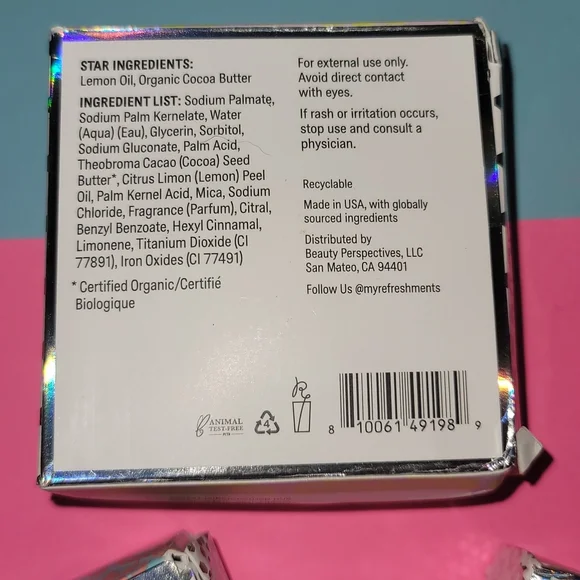 STAR INGREDIENTS:
Lemon Oil, Organic Cocoa Butter
INGREDIENT LIST: Sodium Palmate,
Sodium Palm Kernelate, Water
(Aqua) (Eau), Glycerin, Sorbitol,
Sodium Gluconate, Palm Acid,
Theobroma Cacao (Cocoa) Seed
Butter*, Citrus Limon (Lemon) Peel
Oil, Palm Kernel Acid, Mica, Sodium
Chloride, Fragrance (Parfum), Citral,
Benzyl Benzoate, Hexyl Cinnamal,
Limonene, Titanium Dioxide (CI
77891), Iron Oxides (CI 77491)
* Certified Organic/Certifié
Biologique
For external use only.
Avoid direct contact
with eyes.
If rash or irritation occurs,
stop use and consult a
physician.
Recyclable
Made in USA, with globally
sourced ingredients
Distributed by
Beauty Perspectives, LLC
San Mateo, CA 94401
Follow Us @myrefreshments
ANIMAL
TEST-FREE
4
8 10061 49198 9